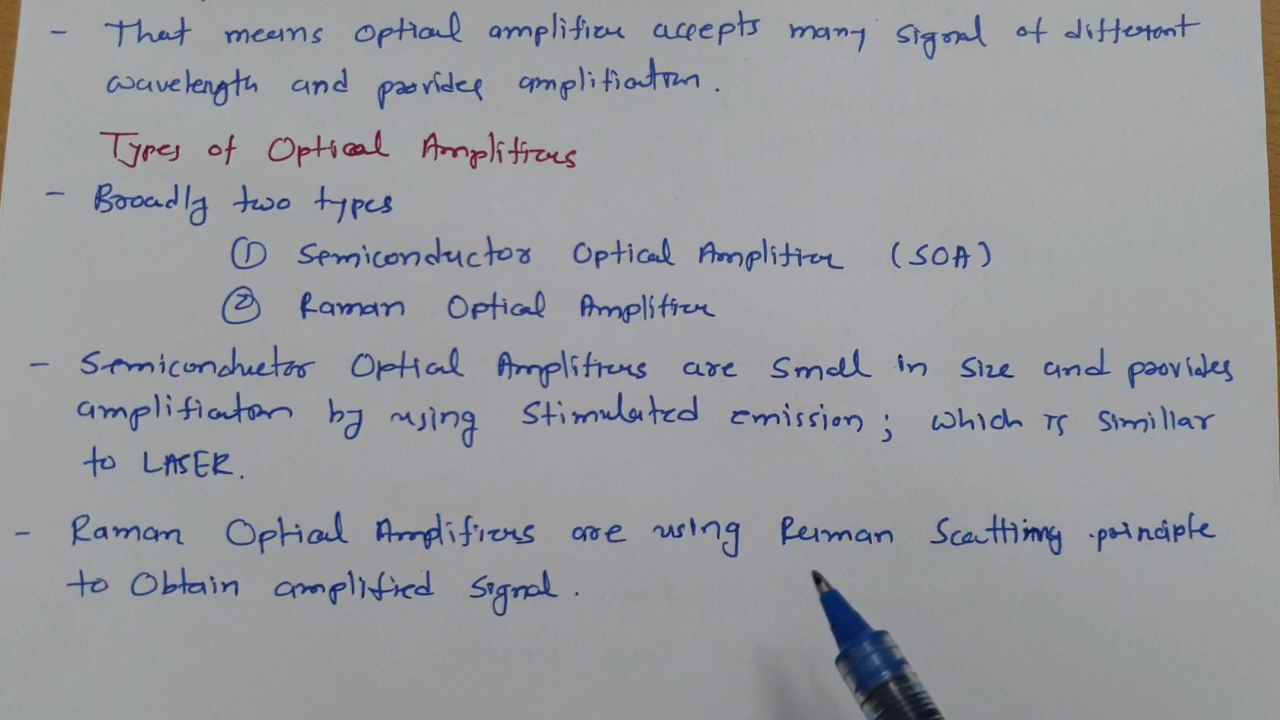 - That means optical amplifier accepts many signal of different
wavelength and provides amplification.
Types of Optical Amplifiers
- Broadly two types
① Semiconductor Optical Amplifier (SOA)
② Raman Optical Amplifier
- Semiconductor Optical Amplifiers are small in size and provides
amplification by using stimulated emission; which is simillar
to LASER.
- Raman Optical Amplifiers are using Raman Scattring principle
to Obtain amplified signal.